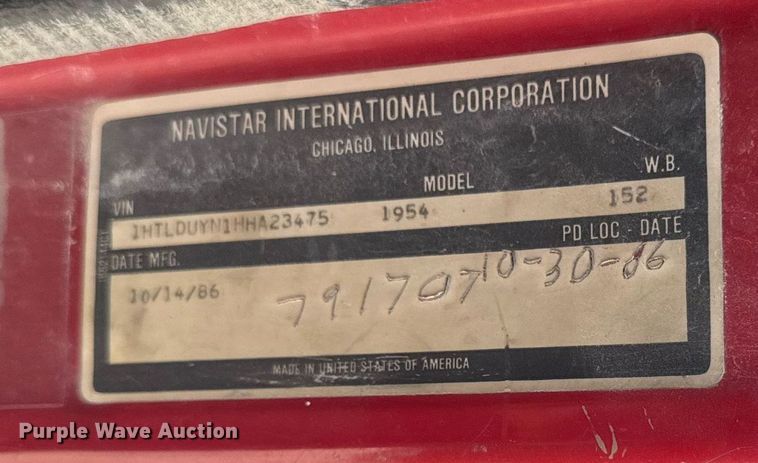 NAVISTAR INTERNATIONAL CORPORATION
CHICAGO, ILLINOIS
VIN MODEL W.B.
1HTLDUYN1HHA23475 1954 152
DATE MFG. PD LOC - DATE
10/14/86 791707 10-30-86
MADE IN UNITED STATES OF AMERICA
Purple Wave Auction